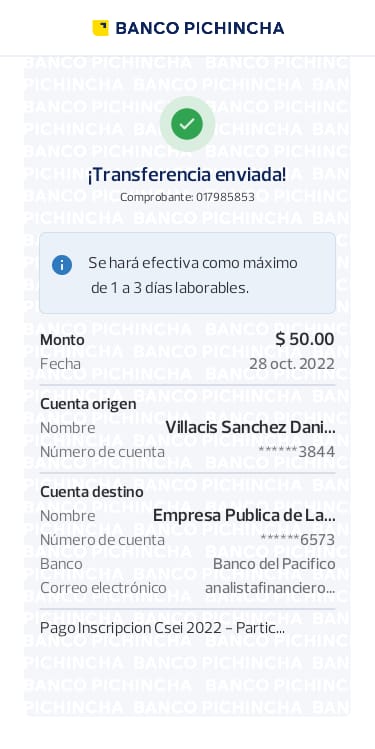 BANCO PICHINCHA
¡Transferencia enviada!
Comprobante: 017985853
Se hará efectiva como máximo
de 1 a 3 días laborables.
Monto $ 50.00
Fecha 28 oct. 2022
Cuenta origen
Nombre Villacis Sanchez Dani...
Número de cuenta ******3844
Cuenta destino
Nombre Empresa Publica de La...
Número de cuenta ******6573
Banco Banco del Pacifico
Correo electrónico analistafinanciero...
Pago Inscripcion Csei 2022 - Partic...